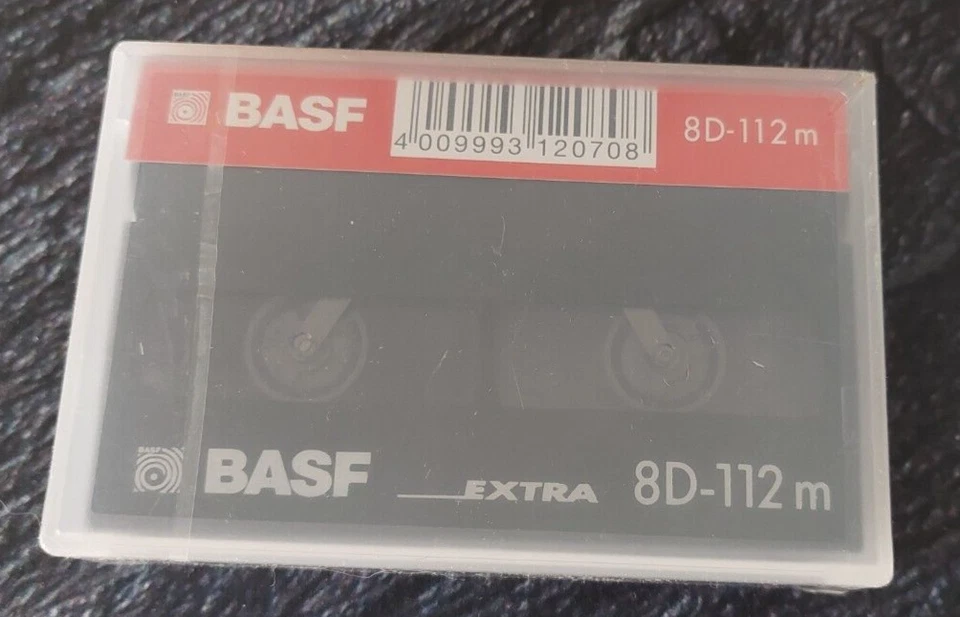 BASF
8D-112 m
4 009993 120708
BASF EXTRA 8D-112 m